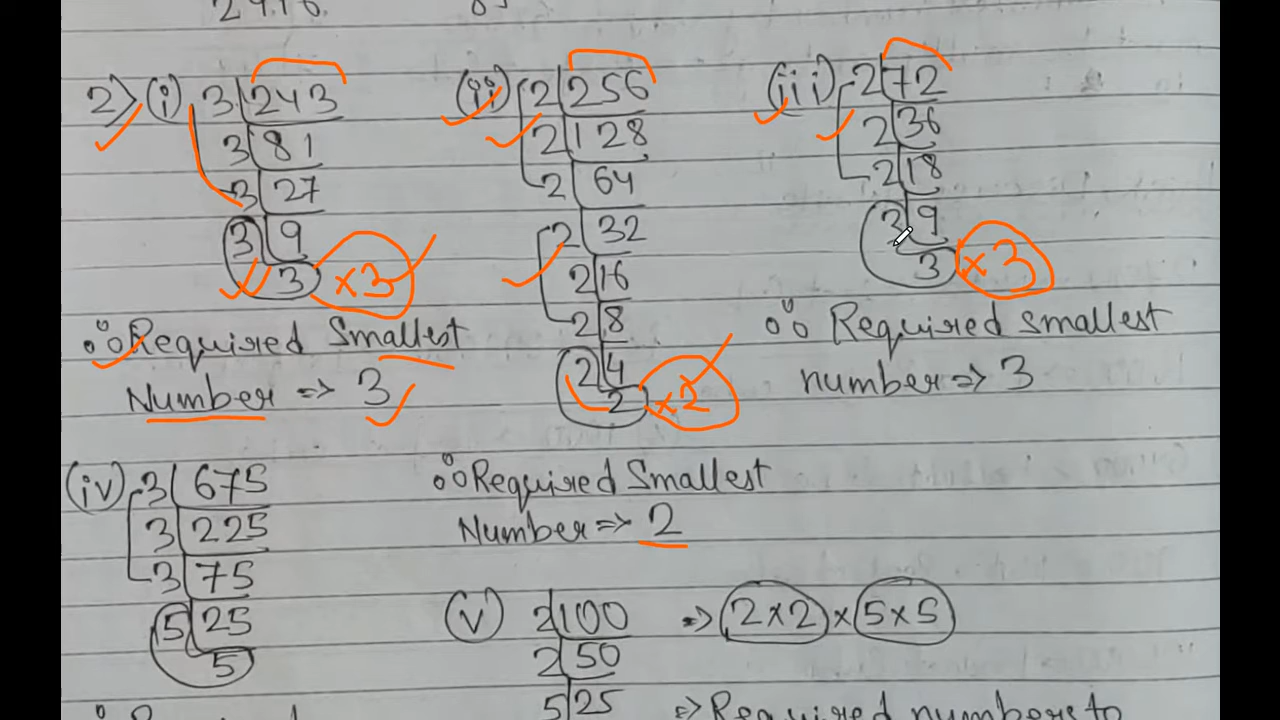 2) (i) 3 | 243
3 | 81
3 | 27
3 | 9
3 × 3
∴ Required Smallest
Number => 3
(ii) 2 | 256
2 | 128
2 | 64
2 | 32
2 | 16
2 | 8
2 | 4
2 × 2
∴ Required Smallest
Number => 2
(iii) 2 | 72
2 | 36
2 | 18
3 | 9
3 × 3
∴ Required smallest
number => 3
(iv) 3 | 675
3 | 225
3 | 75
5 | 25
5
(v) 2 | 100 => 2×2 × 5×5
2 | 50
5 | 25
=> Required numbers to